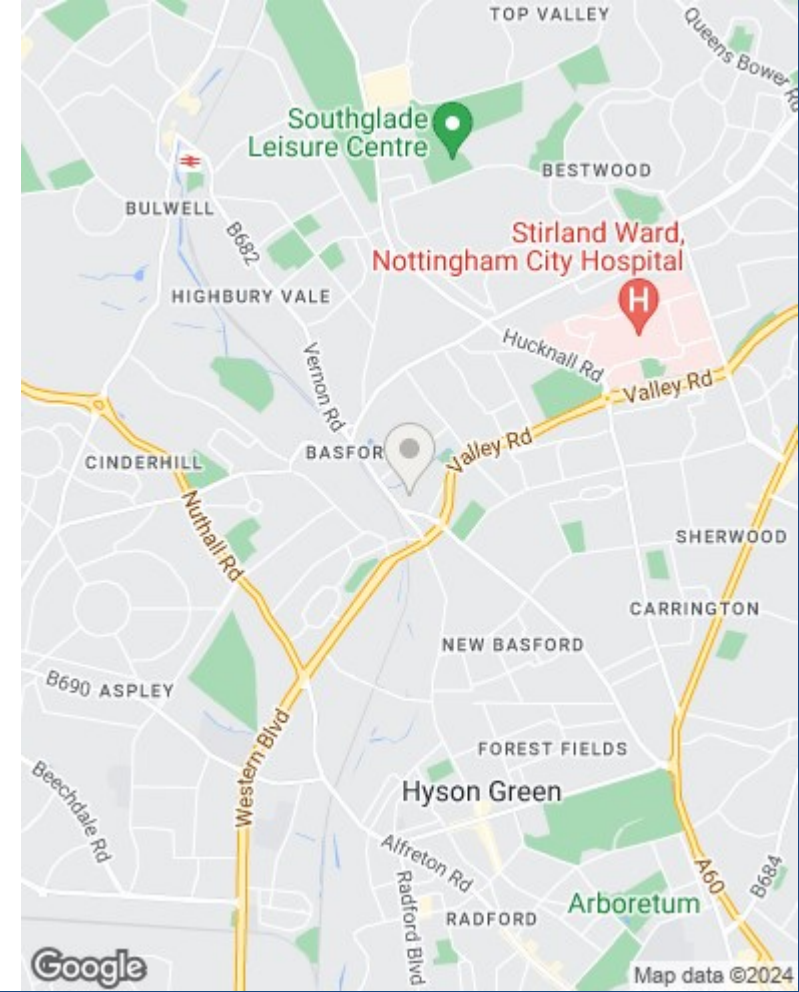 TOP VALLEY
Queens Bower Rd
Southglade
Leisure Centre
BESTWOOD
BULWELL
B682
Stirland Ward,
Nottingham City Hospital
H
HIGHBURY VALE
Hucknall Rd
Vernon Rd
Valley Rd
BASFOR
Valley Rd
CINDERHILL
Nuthall Rd
SHERWOOD
CARRINGTON
NEW BASFORD
B690
ASPLEY
Western Blvd
FOREST FIELDS
Beechdale Rd
Hyson Green
Alfreton Rd
A60
B684
Radford Blvd
Arboretum
RADFORD
Google
Map data ©2024